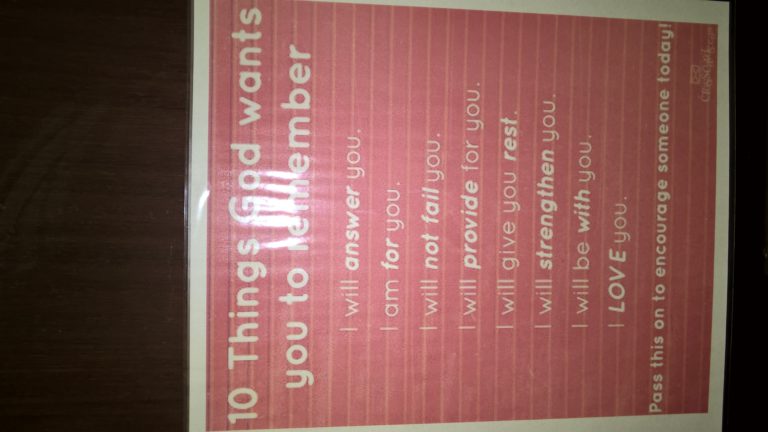 10 Things God wants
you to remember
I will answer you.
I am for you.
I will not fail you.
I will provide for you.
I will give you rest.
I will strengthen you.
I will be with you.
I LOVE you.
Pass this on to encourage someone today!